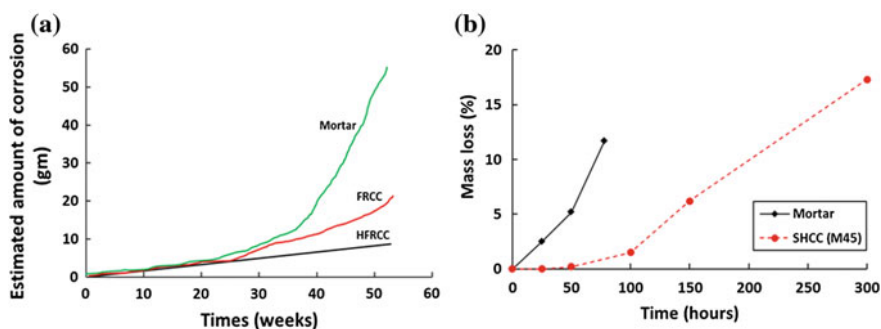 (a)
Estimated amount of corrosion
(gm)
60
50
40
30
20
10
0
Mortar
FRCC
HFRCC
0 10 20 30 40 50 60
Times (weeks)
(b)
Mass loss (%)
20
15
10
5
0
Mortar
SHCC (M45)
0 50 100 150 200 250 300
Time (hours)